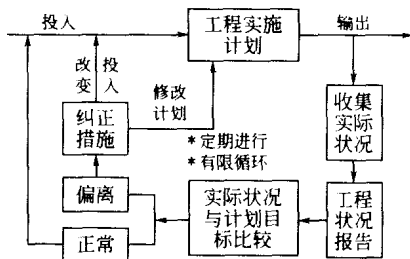 投入
工程实施
计划
输出
改变
投入
修改
计划
纠正
措施
*定期进行
*有限循环
收集
实际
状况
偏离
正常
实际状况
与计划目
标比较
工程
状况
报告